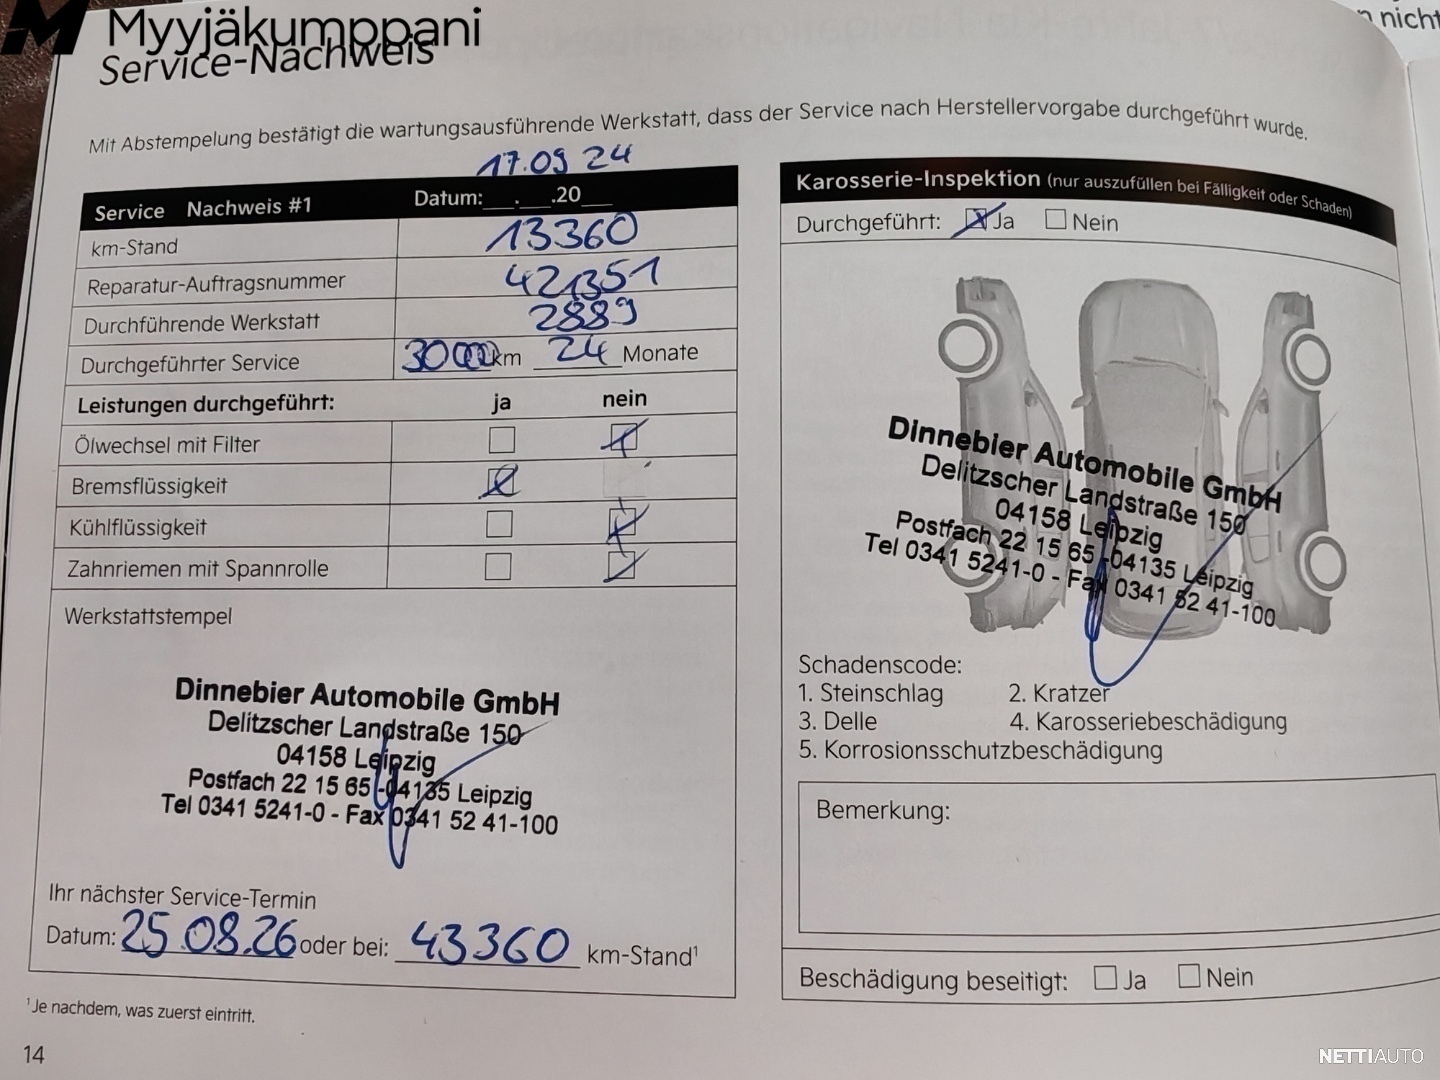 Myyjäkumppani
n nicht
Service-Nachweis
Mit Abstempelung bestätigt die wartungsausführende Werkstatt, dass der Service nach Herstellervorgabe durchgeführt wurde.
17.09 24
Service Nachweis #1 Datum:___.___.20___
km-Stand 13360
Reparatur-Auftragsnummer 421351
Durchführende Werkstatt 2889
Durchgeführter Service 30000 km 24 Monate
Leistungen durchgeführt: ja nein
Ölwechsel mit Filter
Bremsflüssigkeit
Kühlflüssigkeit
Zahnriemen mit Spannrolle
Werkstattstempel
Dinnebier Automobile GmbH
Delitzscher Landstraße 150
04158 Leipzig
Postfach 22 15 65 -04135 Leipzig
Tel 0341 5241-0 - Fax 0341 52 41-100
Ihr nächster Service-Termin
Datum: 25.08.26 oder bei: 43360 km-Stand¹
¹Je nachdem, was zuerst eintritt.
14
Karosserie-Inspektion (nur auszufüllen bei Fälligkeit oder Schaden)
Durchgeführt: Ja Nein
Dinnebier Automobile GmbH
Delitzscher Landstraße 150
04158 Leipzig
Postfach 22 15 65 -04135 Leipzig
Tel 0341 5241-0 - Fax 0341 52 41-100
Schadenscode:
1. Steinschlag 2. Kratzer
3. Delle 4. Karosseriebeschädigung
5. Korrosionsschutzbeschädigung
Bemerkung:
Beschädigung beseitigt: Ja Nein
NETTIAUTO